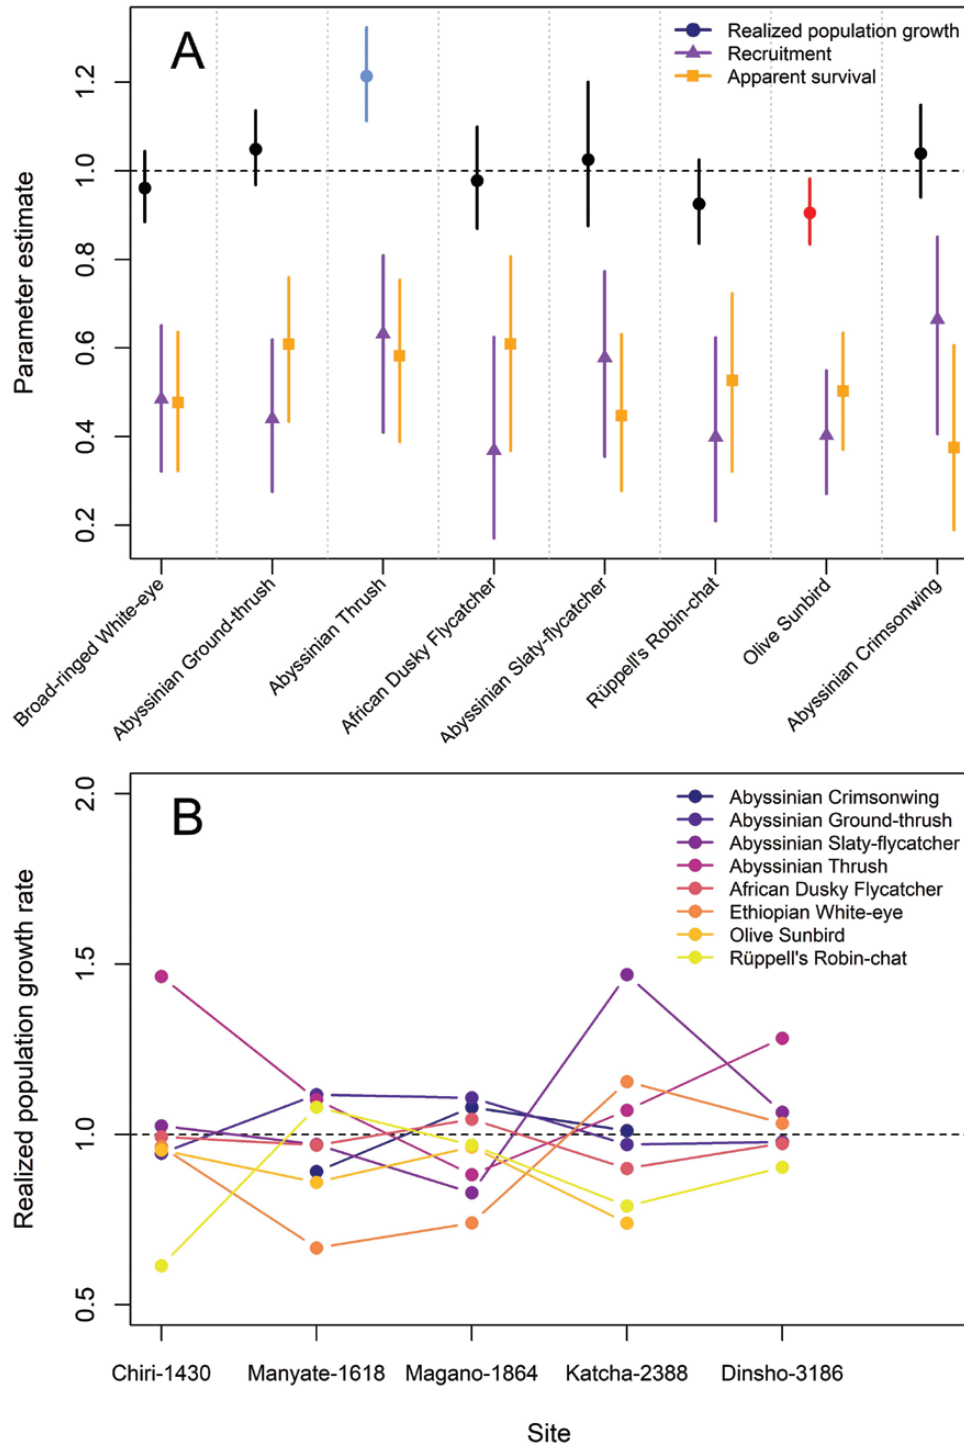 A
Realized population growth
Recruitment
Apparent survival
Parameter estimate
1.2
1.0
0.8
0.6
0.4
0.2
Broad-ringed White-eye
Abyssinian Ground-thrush
Abyssinian Thrush
African Dusky Flycatcher
Abyssinian Slaty-flycatcher
Rüppell's Robin-chat
Olive Sunbird
Abyssinian Crimsonwing
B
Abyssinian Crimsonwing
Abyssinian Ground-thrush
Abyssinian Slaty-flycatcher
Abyssinian Thrush
African Dusky Flycatcher
Ethiopian White-eye
Olive Sunbird
Rüppell's Robin-chat
Realized population growth rate
2.0
1.5
1.0
0.5
Chiri-1430 Manyate-1618 Magano-1864 Katcha-2388 Dinsho-3186
Site